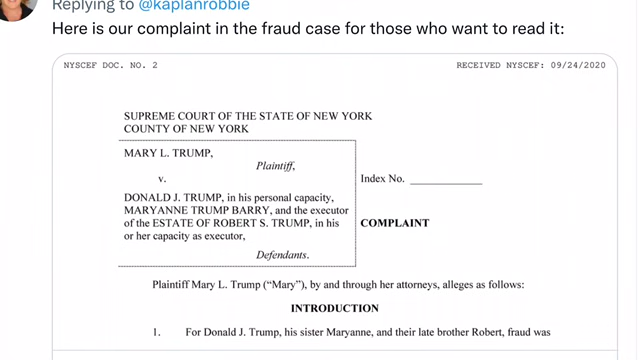 Replying to @kaplanrobbie
Here is our complaint in the fraud case for those who want to read it:
NYSCEF DOC. NO. 2 RECEIVED NYSCEF: 09/24/2020
SUPREME COURT OF THE STATE OF NEW YORK
COUNTY OF NEW YORK
MARY L. TRUMP,
Plaintiff,
v.
Index No. ____________
DONALD J. TRUMP, in his personal capacity,
MARYANNE TRUMP BARRY, and the executor
of the ESTATE OF ROBERT S. TRUMP, in his
or her capacity as executor,
COMPLAINT
Defendants.
Plaintiff Mary L. Trump (“Mary”), by and through her attorneys, alleges as follows:
INTRODUCTION
1. For Donald J. Trump, his sister Maryanne, and their late brother Robert, fraud was